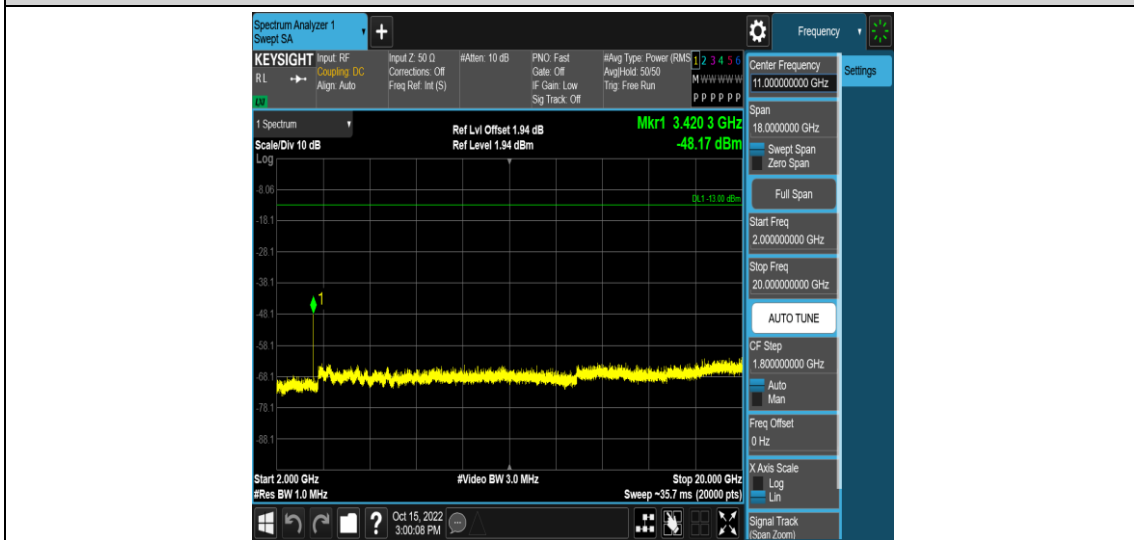 Spectrum Analyzer 1
Swept SA
+
Frequency
KEYSIGHT
RL
LXI
Input: RF
Coupling: DC
Align: Auto
Input Z: 50 Ω
Corrections: Off
Freq Ref: Int (S)
#Atten: 10 dB
PNO: Fast
Gate: Off
IF Gain: Low
Sig Track: Off
#Avg Type: Power (RMS
Avg|Hold: 50/50
Trig: Free Run
1 2 3 4 5 6
M W W W W W
P P P P P P
1 Spectrum
Scale/Div 10 dB
Log
Ref Lvl Offset 1.94 dB
Ref Level 1.94 dBm
Mkr1 3.420 3 GHz
-48.17 dBm
-8.06
DL1 -13.00 dBm
-18.1
-28.1
-38.1
1
-48.1
-58.1
-68.1
-78.1
-88.1
Start 2.000 GHz
#Res BW 1.0 MHz
#Video BW 3.0 MHz
Stop 20.000 GHz
Sweep ~35.7 ms (20000 pts)
?
Oct 15, 2022
3:00:08 PM
Center Frequency
11.000000000 GHz
Settings
Span
18.0000000 GHz
Swept Span
Zero Span
Full Span
Start Freq
2.000000000 GHz
Stop Freq
20.000000000 GHz
AUTO TUNE
CF Step
1.800000000 GHz
Auto
Man
Freq Offset
0 Hz
X Axis Scale
Log
Lin
Signal Track
(Span Zoom)